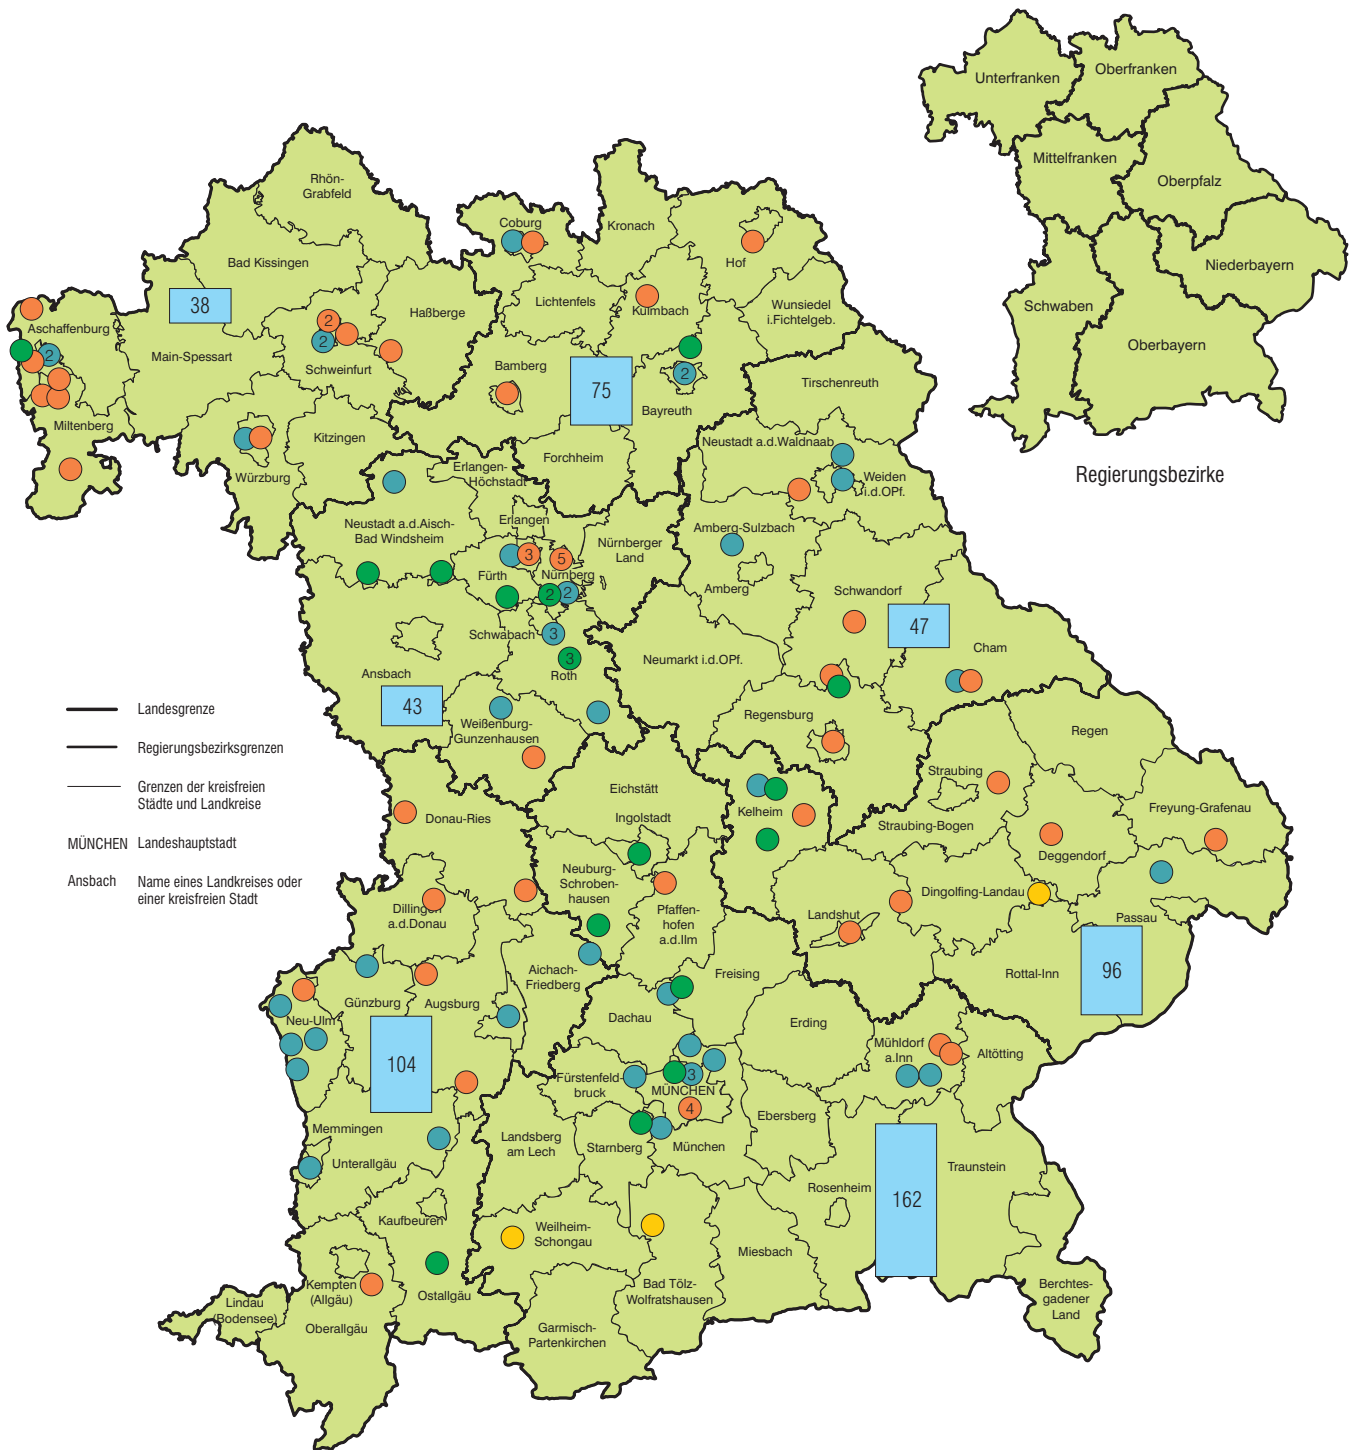 Unterfranken
Oberfranken
Mittelfranken
Oberpfalz
Niederbayern
Schwaben
Oberbayern
Regierungsbezirke
Rhön-
Grabfeld
Coburg
Kronach
Hof
Bad Kissingen
38
Haßberge
Lichtenfels
Kulmbach
Wunsiedel
i.Fichtelgeb.
Aschaffenburg
2
2
2
Main-Spessart
Schweinfurt
Bamberg
75
2
Bayreuth
Tirschenreuth
Miltenberg
Kitzingen
Würzburg
Forchheim
Erlangen-
Höchstadt
Neustadt a.d.Waldnaab
Weiden
i.d.OPf.
Neustadt a.d.Aisch-
Bad Windsheim
Erlangen
Nürnberger
Land
Amberg-Sulzbach
3
5
Fürth
Nürnberg
2
2
Amberg
Schwandorf
47
Cham
Schwabach
3
3
Roth
Neumarkt i.d.OPf.
Ansbach
43
Weißenburg-
Gunzenhausen
Regensburg
Regen
Landesgrenze
Regierungsbezirksgrenzen
Grenzen der kreisfreien
Städte und Landkreise
MÜNCHEN Landeshauptstadt
Ansbach Name eines Landkreises oder
einer kreisfreien Stadt
Eichstätt
Ingolstadt
Donau-Ries
Kelheim
Straubing
Straubing-Bogen
Freyung-Grafenau
Deggendorf
Neuburg-
Schroben-
hausen
Pfaffen-
hofen
a.d.Ilm
Dillingen
a.d.Donau
Landshut
Dingolfing-Landau
Passau
96
Rottal-Inn
Aichach-
Friedberg
Freising
Günzburg
Augsburg
Neu-Ulm
104
Dachau
Erding
Mühldorf
a.Inn
Altötting
Fürstenfeld-
bruck
3
MÜNCHEN
4
Ebersberg
Memmingen
Unterallgäu
Landsberg
am Lech
Starnberg
München
162
Traunstein
Rosenheim
Kaufbeuren
Weilheim-
Schongau
Miesbach
Kempten
(Allgäu)
Ostallgäu
Bad Tölz-
Wolfratshausen
Berchtes-
gadener
Land
Lindau
(Bodensee)
Oberallgäu
Garmisch-
Partenkirchen